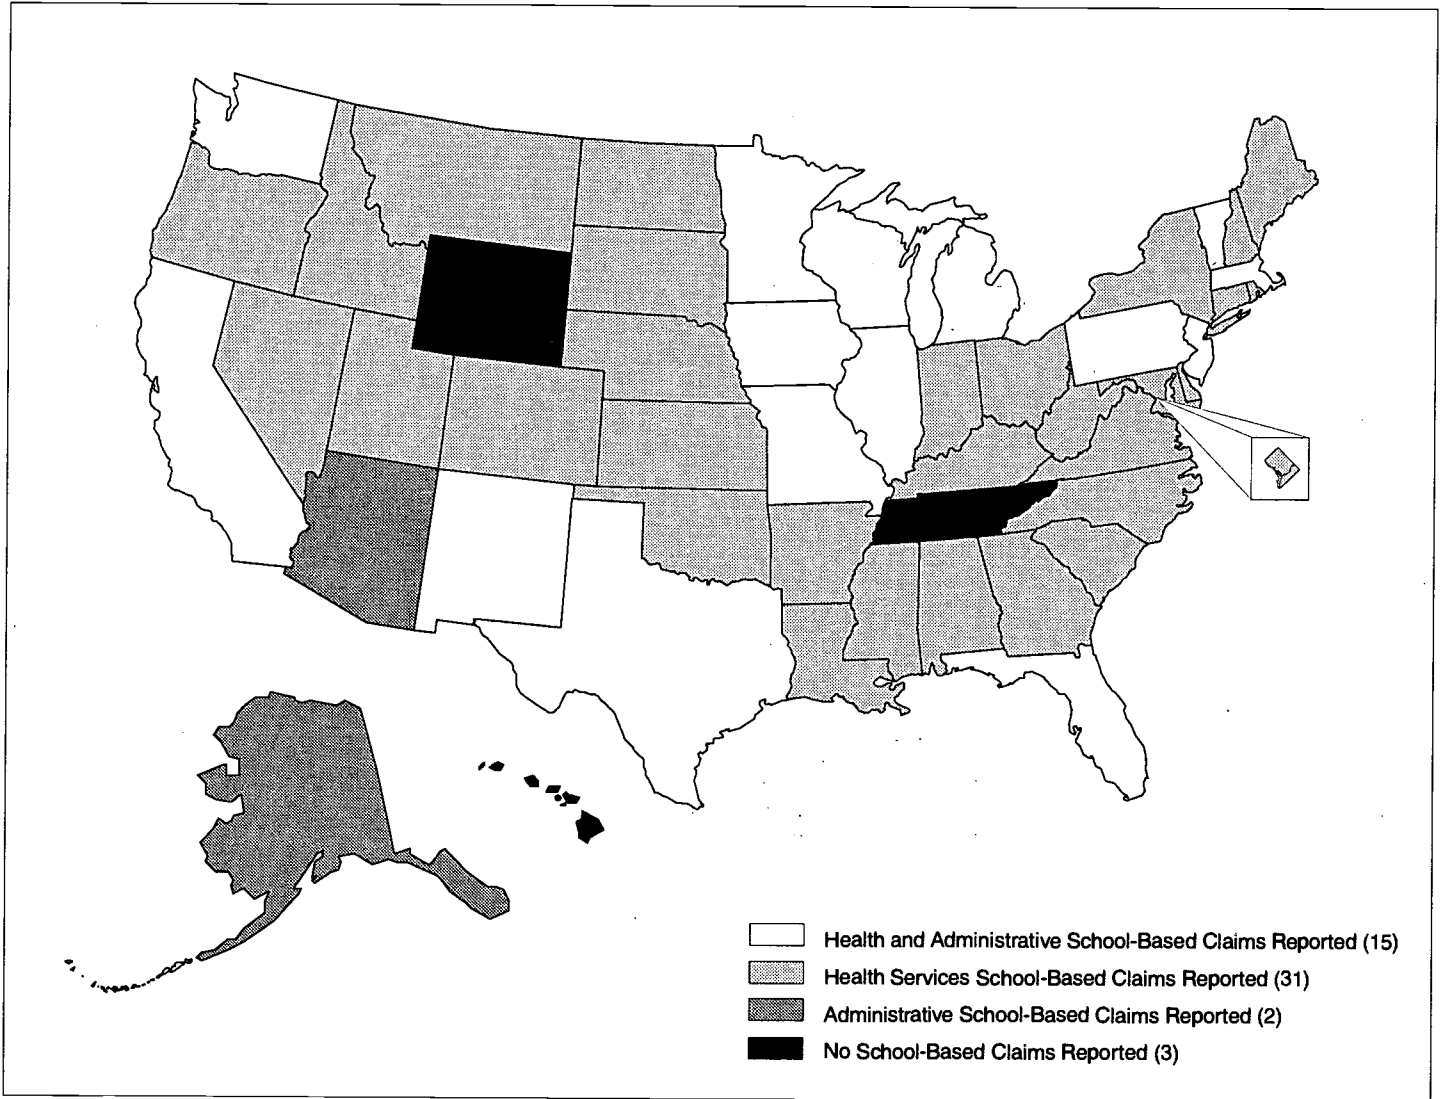 Health and Administrative School-Based Claims Reported (15)
Health Services School-Based Claims Reported (31)
Administrative School-Based Claims Reported (2)
No School-Based Claims Reported (3)